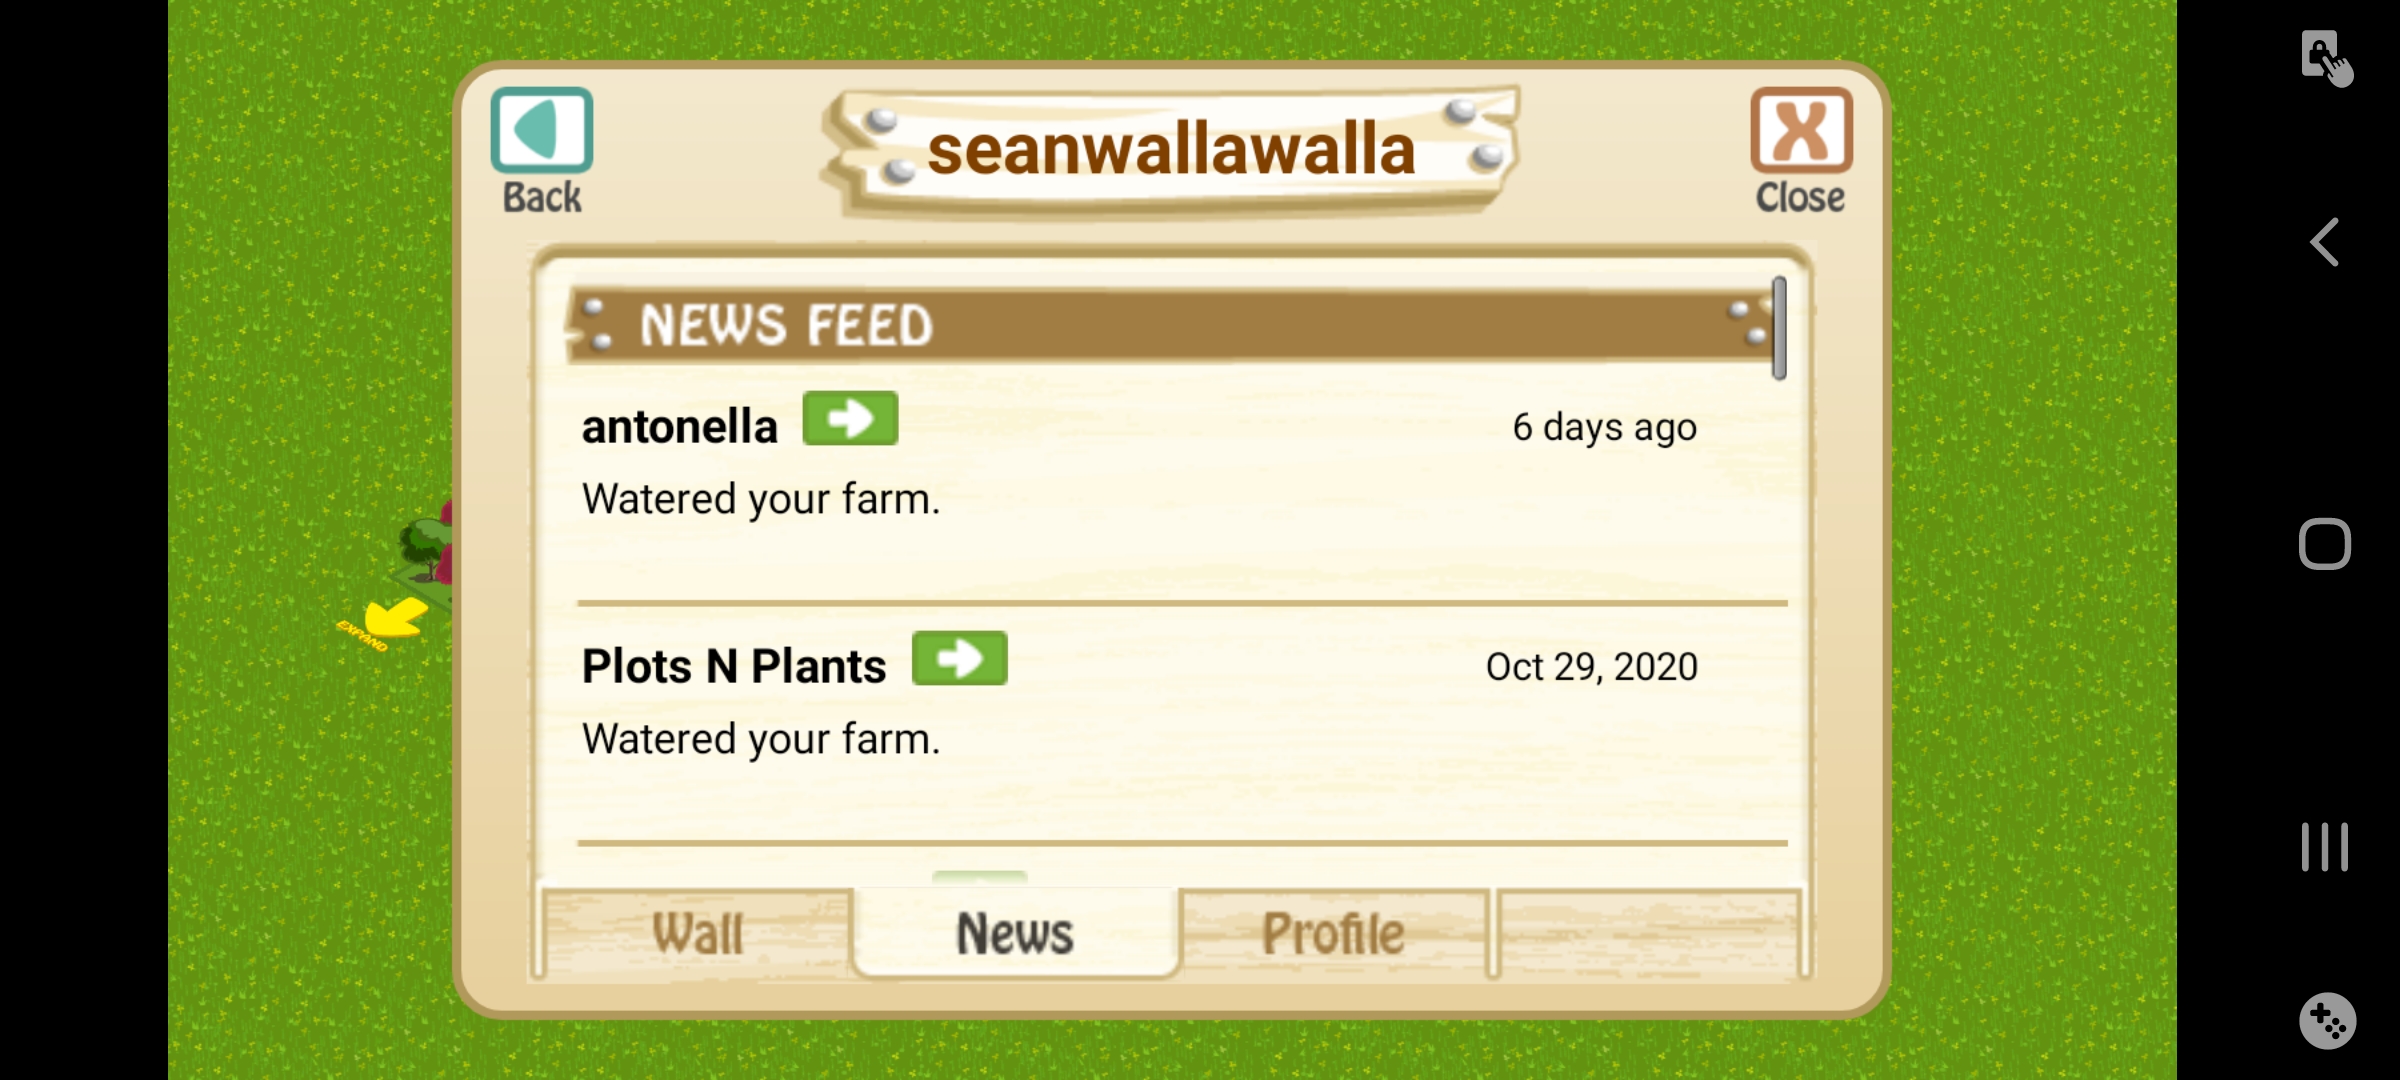 Back
seanwallawalla
Close
NEWS FEED
antonella
6 days ago
Watered your farm.
EXPAND
Plots N Plants
Oct 29, 2020
Watered your farm.
Wall
News
Profile